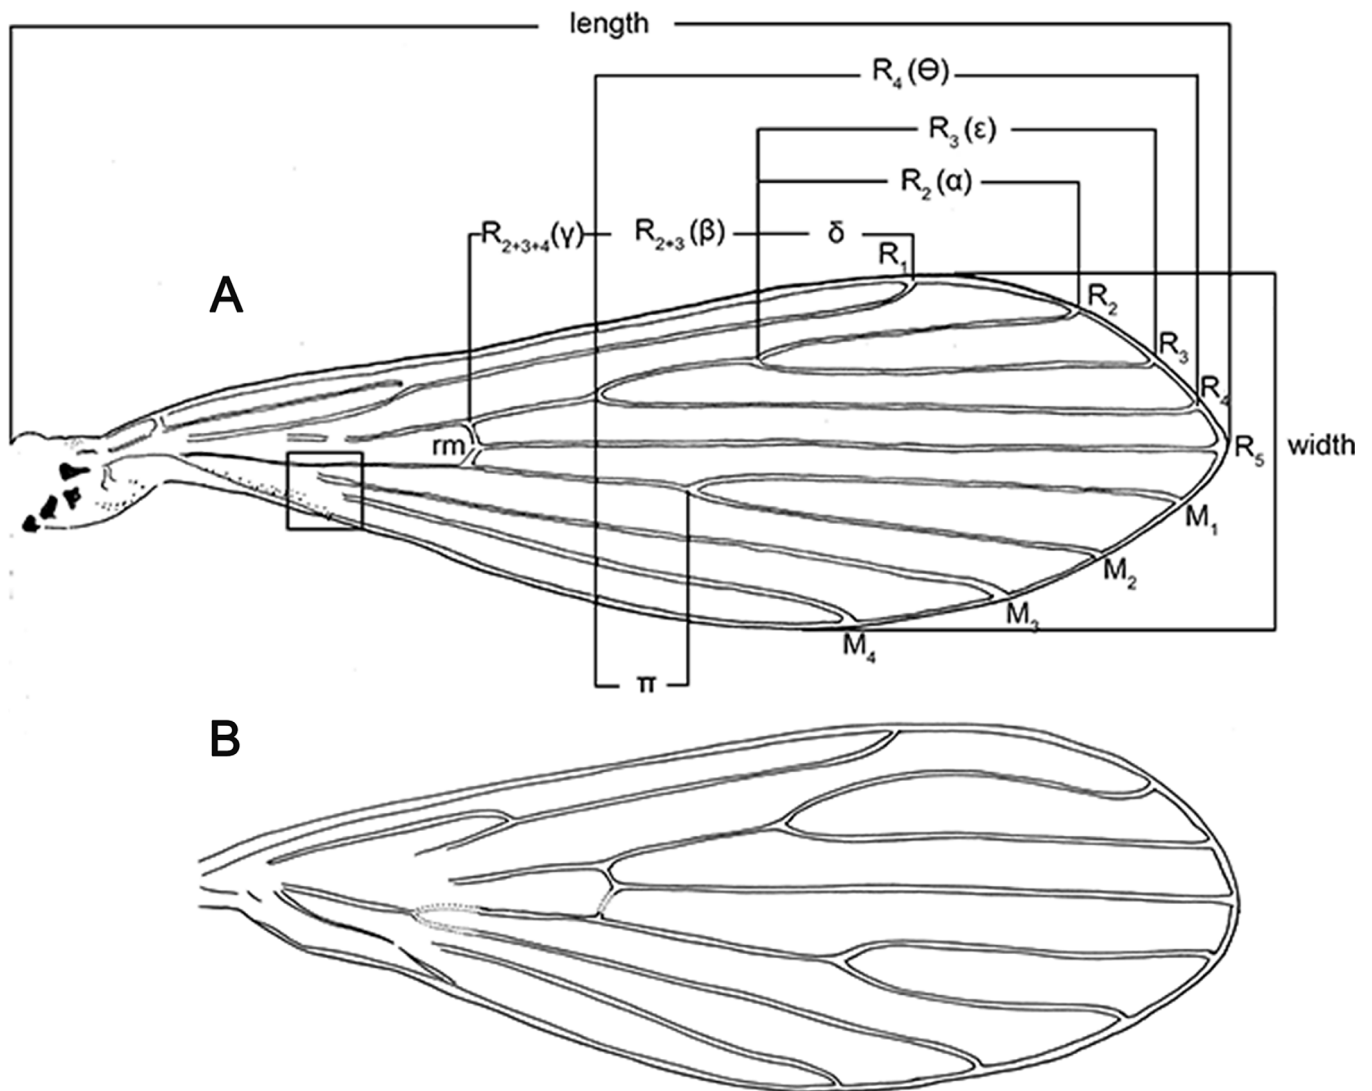 length
R₄(Θ)
R₃(ε)
R₂(α)
R₂₊₃₊₄(γ) R₂₊₃(β) δ
R₁
A
R₂
R₃
R₄
rm
R₅ width
M₁
M₂
M₃
M₄
π
B